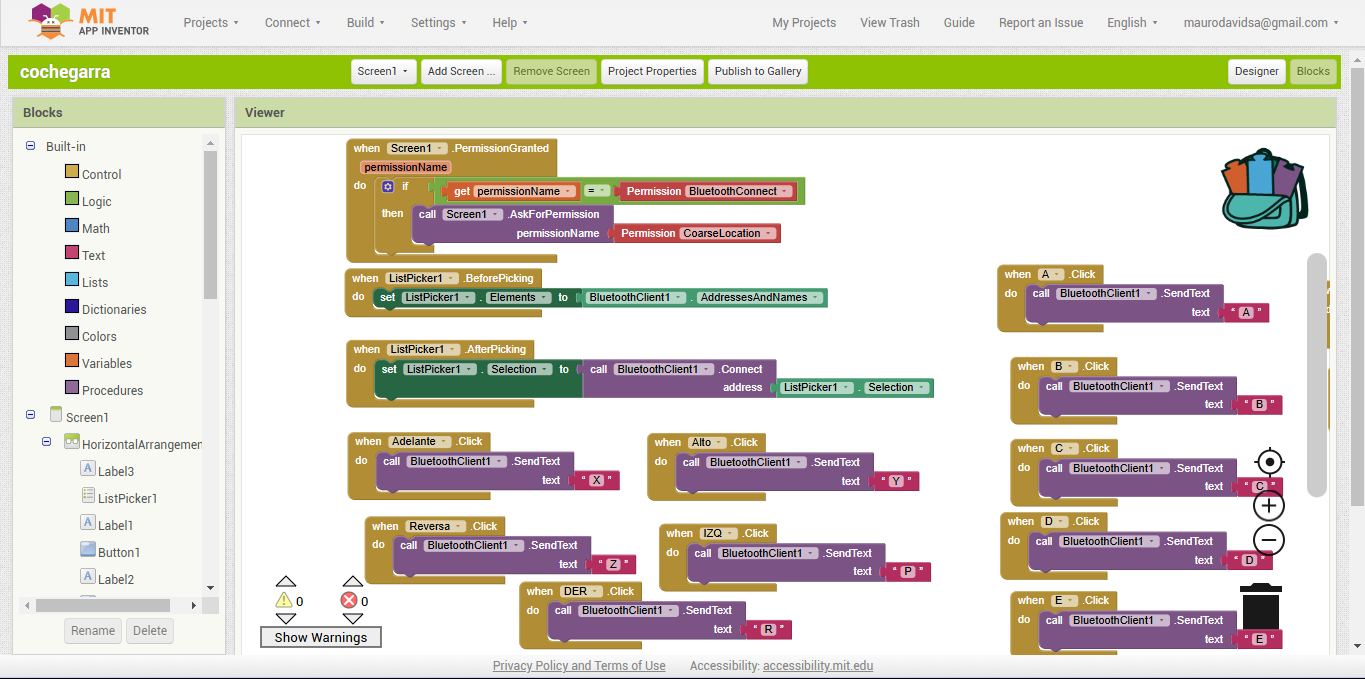 MIT
APP INVENTOR
Projects Connect Build Settings Help My Projects View Trash Guide Report an Issue English maurodavidsa@gmail.com
cochegarra Screen1 Add Screen ... Remove Screen Project Properties Publish to Gallery Designer Blocks
Blocks
Built-in
Control
Logic
Math
Text
Lists
Dictionaries
Colors
Variables
Procedures
Screen1
HorizontalArrangemen
Label3
ListPicker1
Label1
Button1
Label2
Rename Delete
Viewer
when Screen1 .PermissionGranted
permissionName
do if get permissionName = Permission BluetoothConnect
then call Screen1 .AskForPermission
permissionName Permission CoarseLocation
when ListPicker1 .BeforePicking
do set ListPicker1 . Elements to BluetoothClient1 . AddressesAndNames
when ListPicker1 .AfterPicking
do set ListPicker1 . Selection to call BluetoothClient1 .Connect
address ListPicker1 . Selection
when Adelante .Click
do call BluetoothClient1 .SendText
text " X "
when Alto .Click
do call BluetoothClient1 .SendText
text " Y "
when Reversa .Click
do call BluetoothClient1 .SendText
text " Z "
when IZQ .Click
do call BluetoothClient1 .SendText
text " P "
when DER .Click
do call BluetoothClient1 .SendText
text " R "
when A .Click
do call BluetoothClient1 .SendText
text " A "
when B .Click
do call BluetoothClient1 .SendText
text " B "
when C .Click
do call BluetoothClient1 .SendText
text " C "
when D .Click
do call BluetoothClient1 .SendText
text " D "
when E .Click
do call BluetoothClient1 .SendText
text " E "
0 0
Show Warnings
Privacy Policy and Terms of Use Accessibility: accessibility.mit.edu